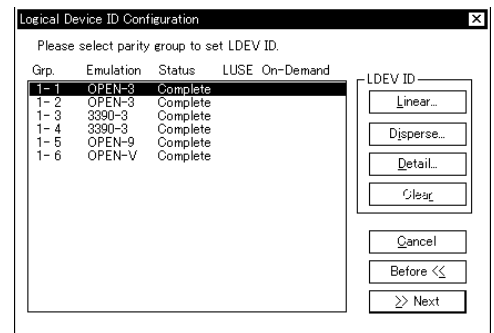 Logical Device ID Configuration
Please select parity group to set LDEV ID.
Grp. Emulation Status LUSE On-Demand
1- 1 OPEN-3 Complete
1- 2 OPEN-3 Complete
1- 3 3390-3 Complete
1- 4 3390-3 Complete
1- 5 OPEN-9 Complete
1- 6 OPEN-V Complete
LDEV ID
Linear...
Disperse...
Detail...
Clear
Cancel
Before <<
>> Next